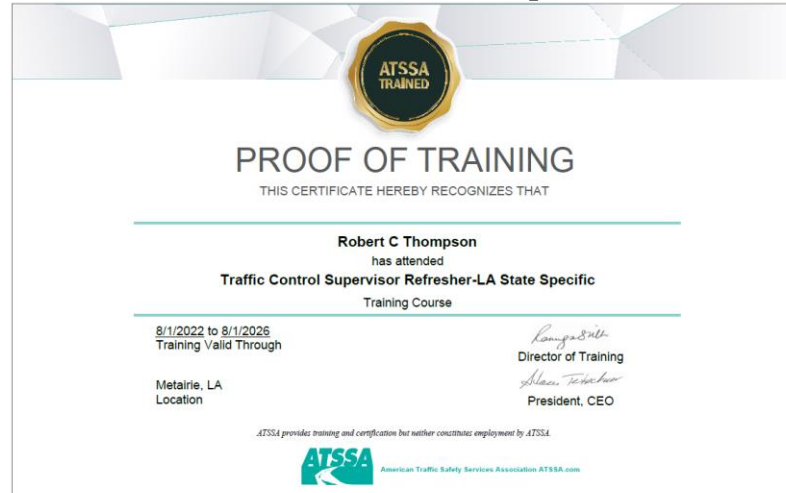 ATSSA
TRAINED
PROOF OF TRAINING
THIS CERTIFICATE HEREBY RECOGNIZES THAT
Robert C Thompson
has attended
Traffic Control Supervisor Refresher-LA State Specific
Training Course
8/1/2022 to 8/1/2026
Training Valid Through
Director of Training
Metairie, LA
Location
President, CEO
ATSSA provides training and certification but neither constitutes employment by ATSSA.
ATSSA
American Traffic Safety Services Association ATSSA.com